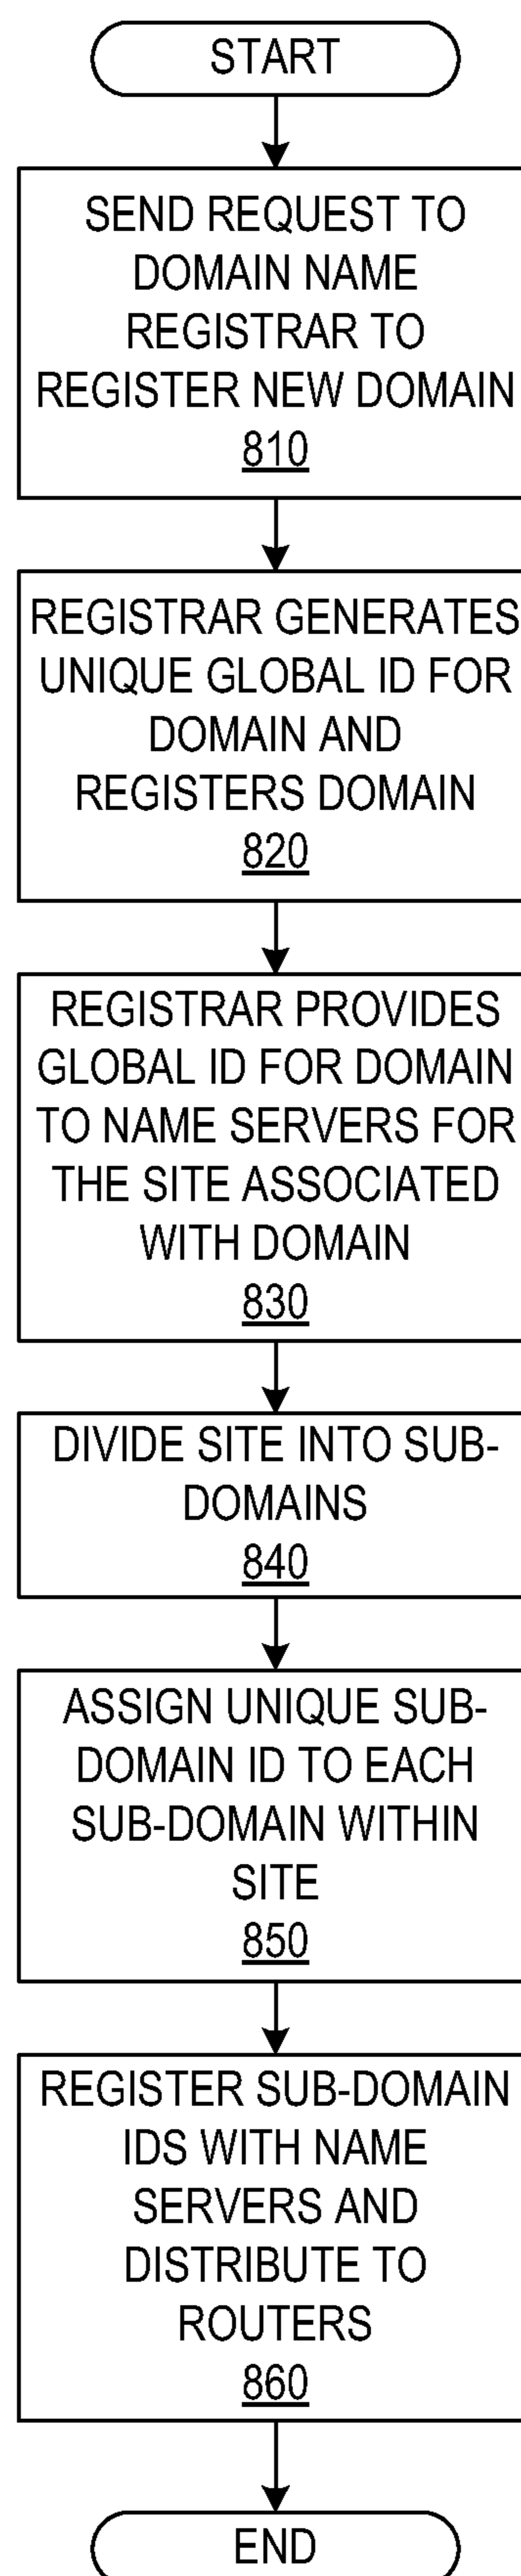 START
SEND REQUEST TO
DOMAIN NAME
REGISTRAR TO
REGISTER NEW DOMAIN
810
REGISTRAR GENERATES
UNIQUE GLOBAL ID FOR
DOMAIN AND
REGISTERS DOMAIN
820
REGISTRAR PROVIDES
GLOBAL ID FOR DOMAIN
TO NAME SERVERS FOR
THE SITE ASSOCIATED
WITH DOMAIN
830
DIVIDE SITE INTO SUB-
DOMAINS
840
ASSIGN UNIQUE SUB-
DOMAIN ID TO EACH
SUB-DOMAIN WITHIN
SITE
850
REGISTER SUB-DOMAIN
IDS WITH NAME
SERVERS AND
DISTRIBUTE TO
ROUTERS
860
END